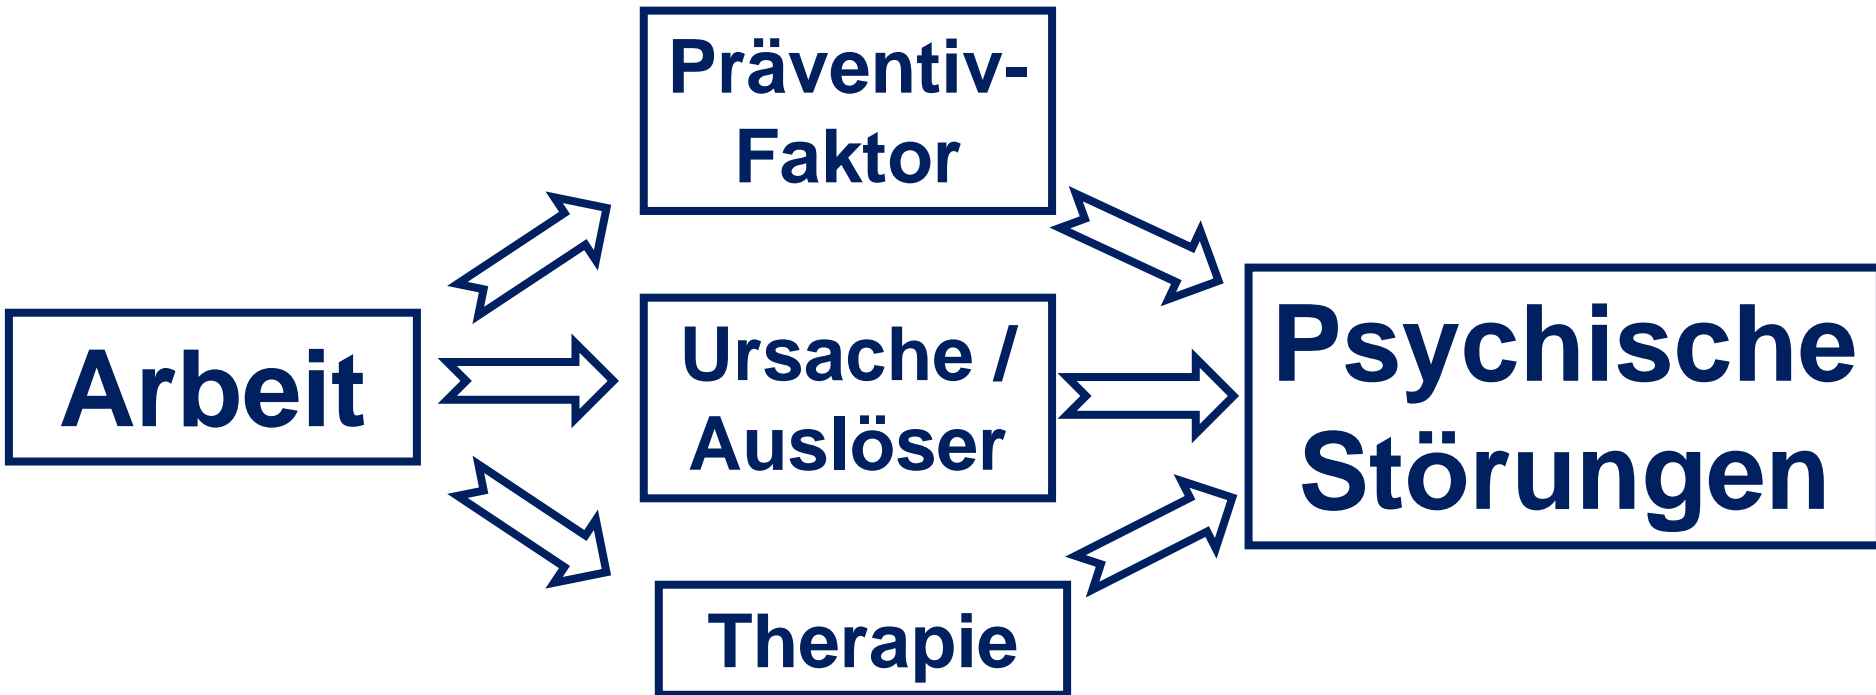 Präventiv-
Faktor
Arbeit
Ursache /
Auslöser
Psychische
Störungen
Therapie